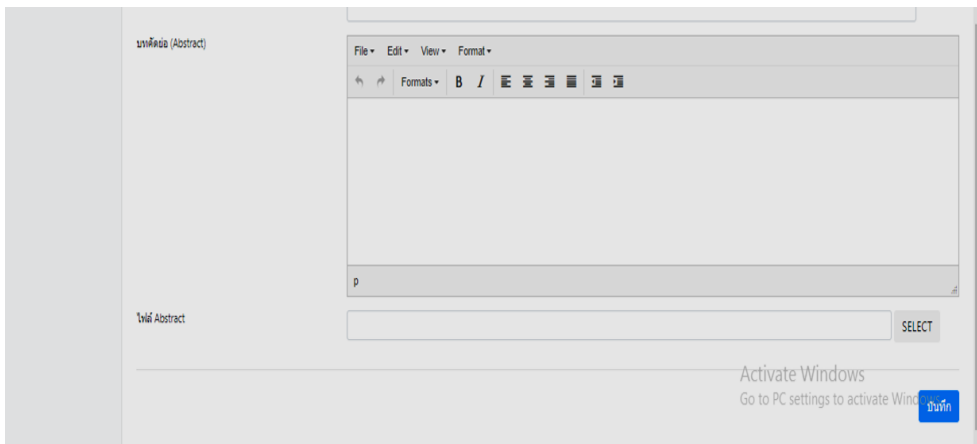 บทคัดย่อ (Abstract)
File Edit View Format
Formats B I
p
ไฟล์ Abstract
SELECT
Activate Windows
Go to PC settings to activate Windows.
บันทึก